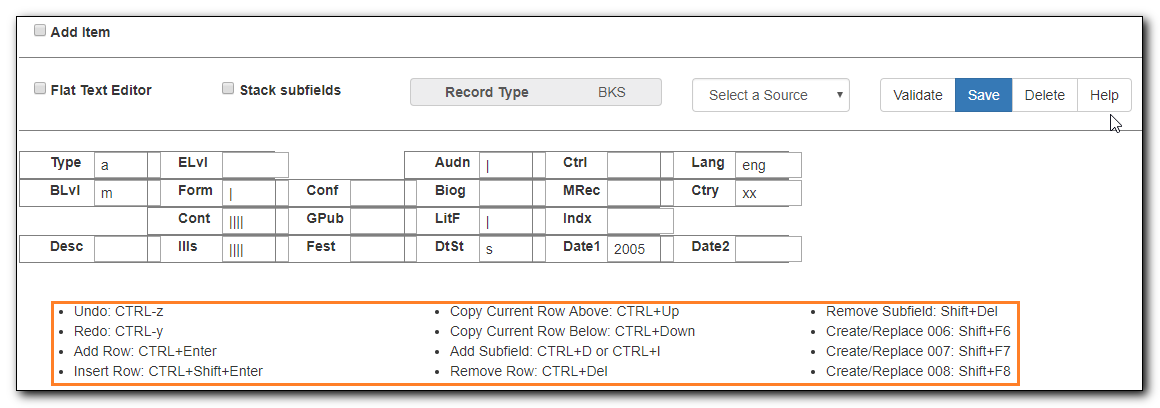 Add Item
Flat Text Editor Stack subfields Record Type BKS Select a Source Validate Save Delete Help
Type a ELvl Audn | Ctrl Lang eng
BLvl m Form | Conf Biog MRec Ctry xx
Cont |||| GPub LitF | Indx
Desc Ills |||| Fest DtSt s Date1 2005 Date2
• Undo: CTRL-z • Copy Current Row Above: CTRL+Up • Remove Subfield: Shift+Del
• Redo: CTRL-y • Copy Current Row Below: CTRL+Down • Create/Replace 006: Shift+F6
• Add Row: CTRL+Enter • Add Subfield: CTRL+D or CTRL+I • Create/Replace 007: Shift+F7
• Insert Row: CTRL+Shift+Enter • Remove Row: CTRL+Del • Create/Replace 008: Shift+F8